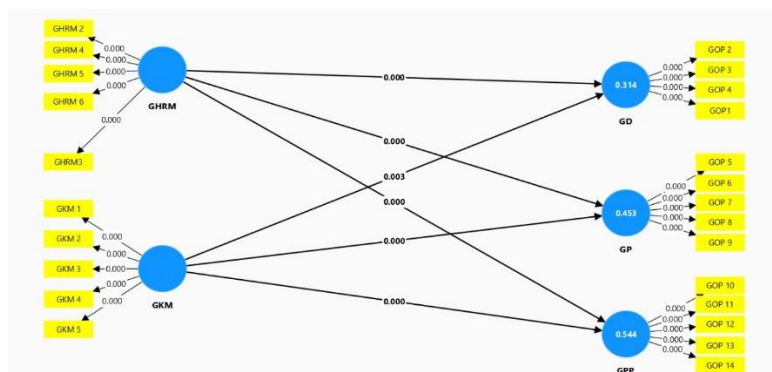 GHRM 2
GHRM 4
GHRM 5
GHRM 6
GHRM3
0.000
0.000
0.000
0.000
0.000
GHRM
GKM 1
GKM 2
GKM 3
GKM 4
GKM 5
0.000
0.000
0.000
0.000
0.000
GKM
0.000
0.000
0.003
0.000
0.000
0.000
0.314
GD
0.000
0.000
0.000
0.000
GOP 2
GOP 3
GOP 4
GOP1
0.453
GP
0.000
0.000
0.000
0.000
0.000
GOP 5
GOP 6
GOP 7
GOP 8
GOP 9
0.544
GPP
0.000
0.000
0.000
0.000
0.000
GOP 10
GOP 11
GOP 12
GOP 13
GOP 14